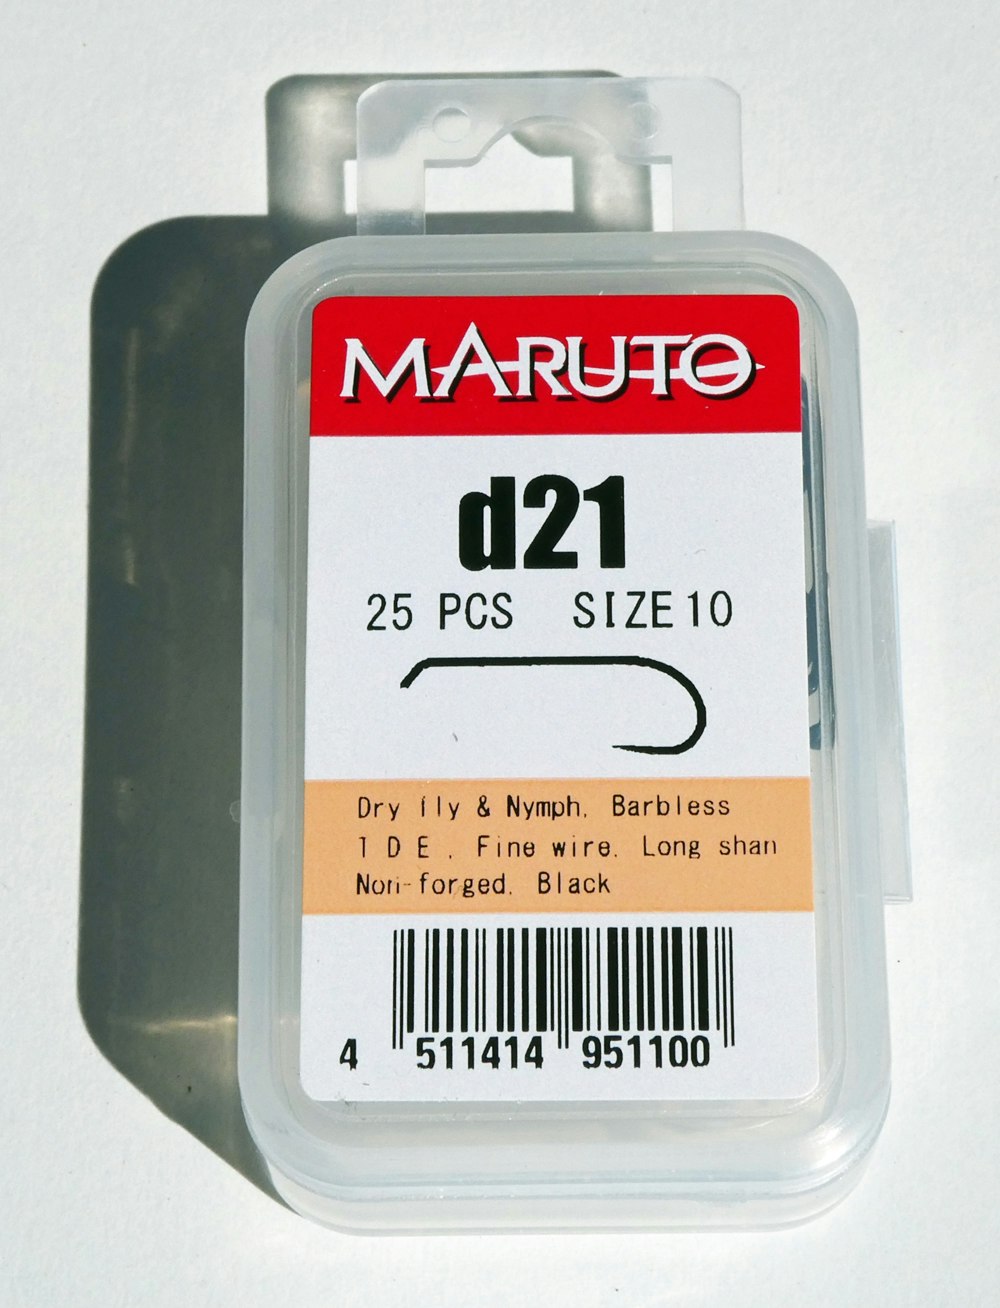 MARUTO
d21
25 PCS SIZE10
Dry fly & Nymph, Barbless
T D E , Fine wire, Long shan
Non-forged, Black
4 511414 951100